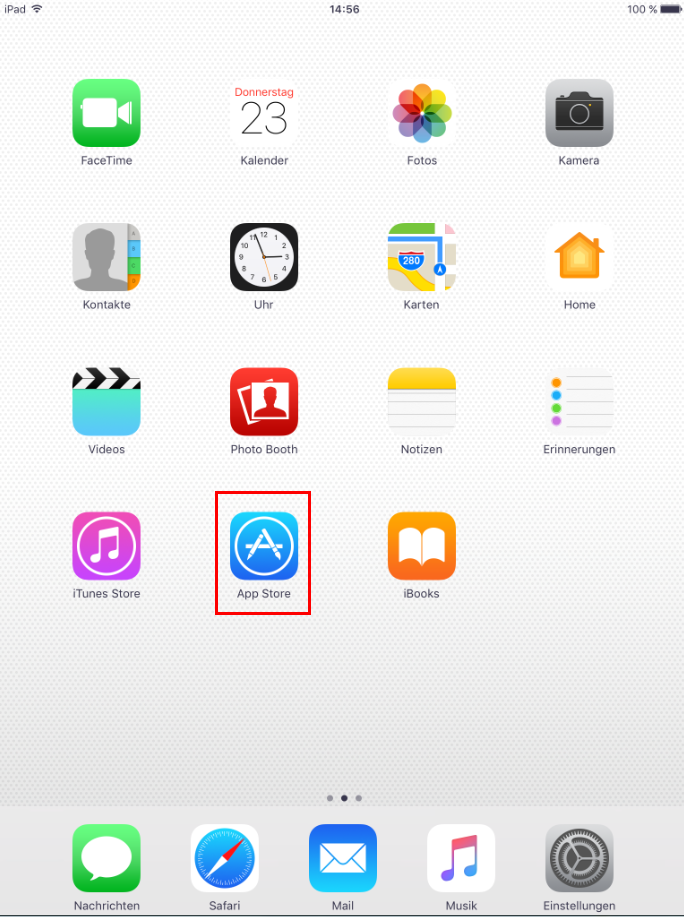 iPad 14:56 100 %
Donnerstag
23
FaceTime Kalender Fotos Kamera
280
Kontakte Uhr Karten Home
Videos Photo Booth Notizen Erinnerungen
iTunes Store App Store iBooks
Nachrichten Safari Mail Musik Einstellungen